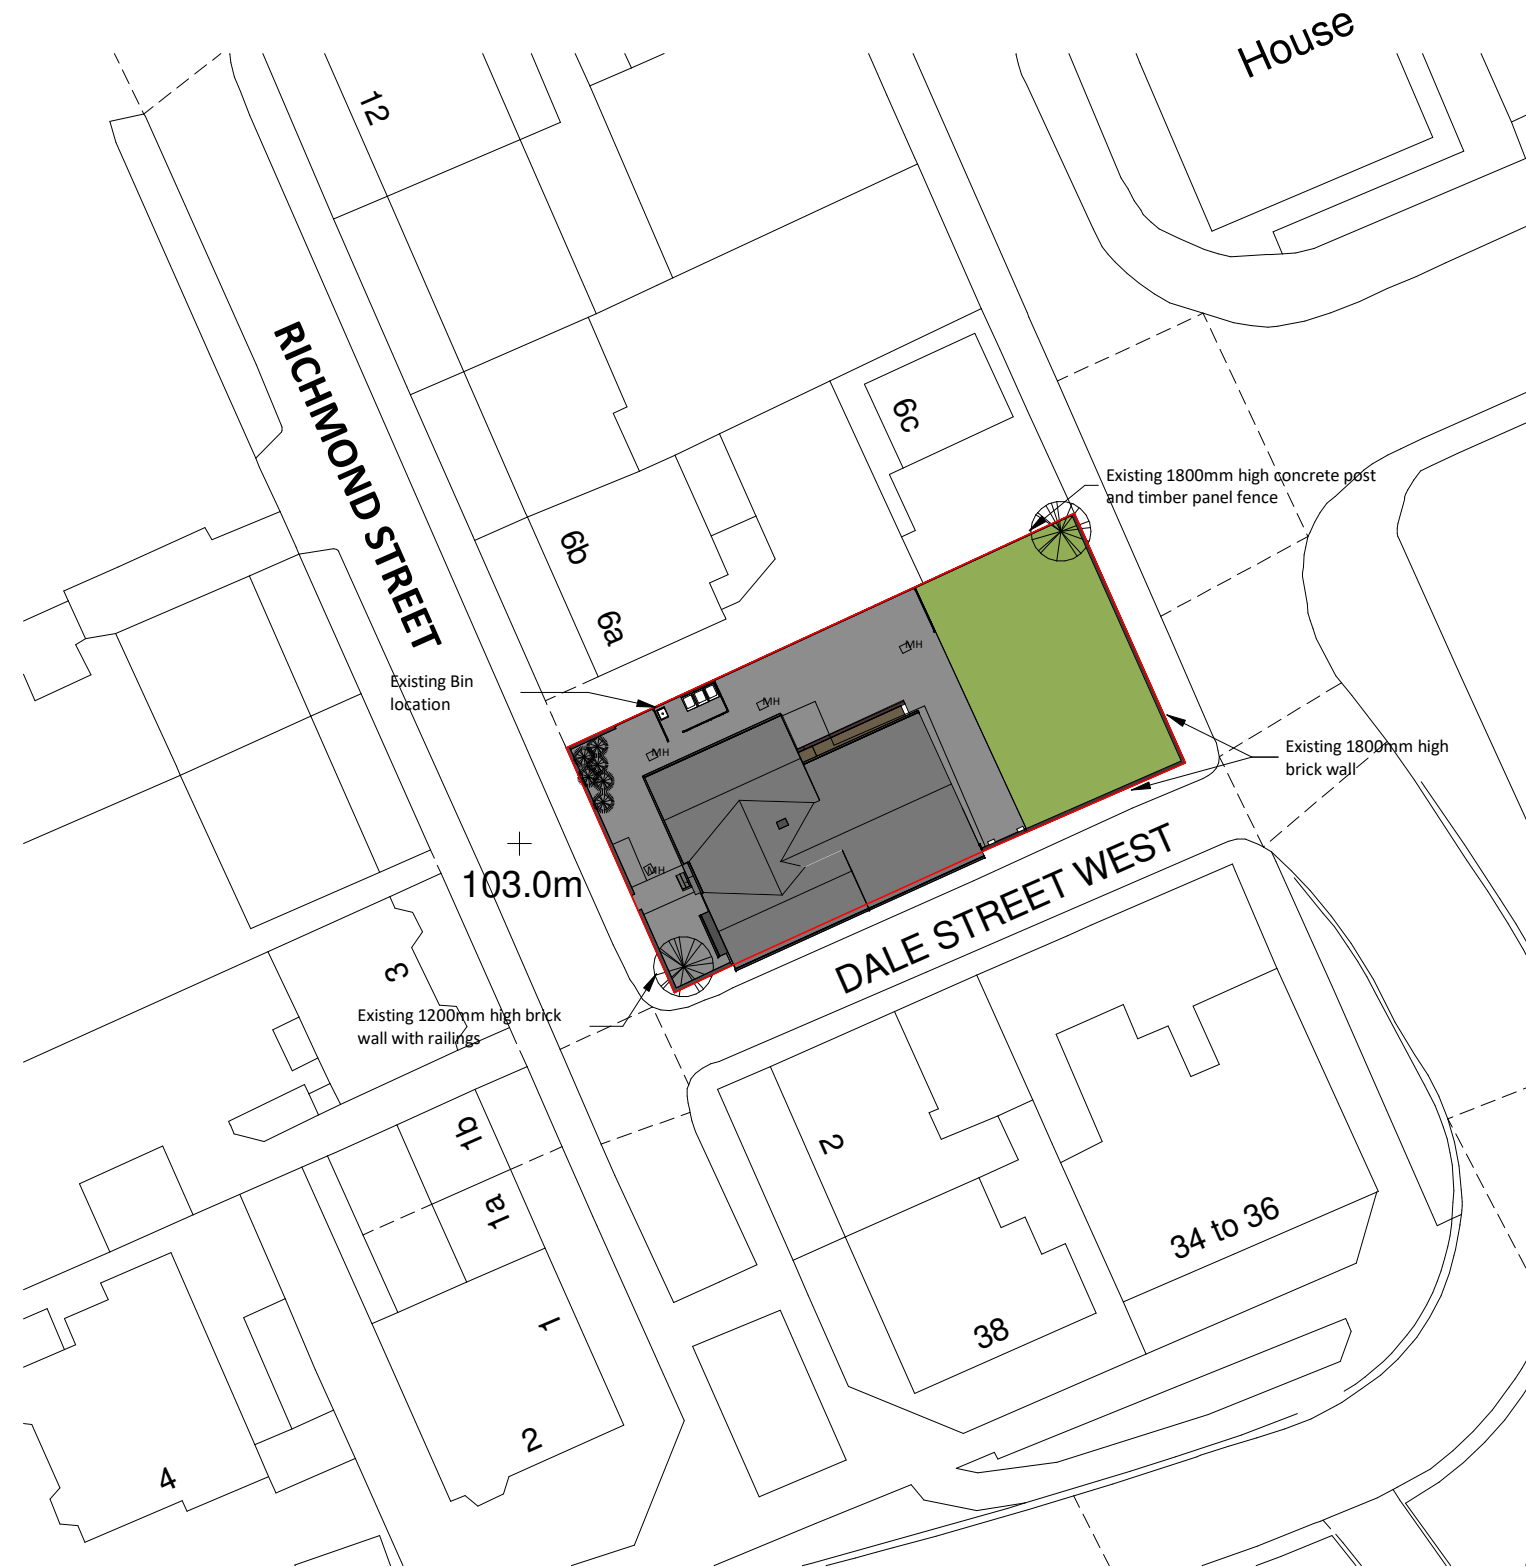 House
12
RICHMOND STREET
6c
Existing 1800mm high concrete post
and timber panel fence
6b
6a
MH
Existing Bin
location
MH
MH
Existing 1800mm high
brick wall
MH
103.0m
DALE STREET WEST
3
Existing 1200mm high brick
wall with railings
1b
2
1a
34 to 36
1
38
2
4